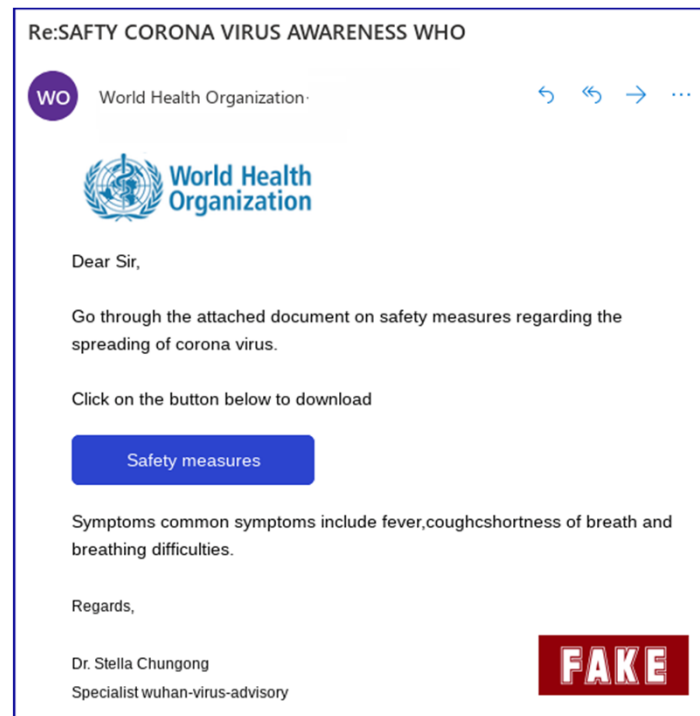 Re:SAFTY CORONA VIRUS AWARENESS WHO
WO
World Health Organization·
World Health
Organization
Dear Sir,
Go through the attached document on safety measures regarding the
spreading of corona virus.
Click on the button below to download
Safety measures
Symptoms common symptoms include fever,coughcshortness of breath and
breathing difficulties.
Regards,
Dr. Stella Chungong
Specialist wuhan-virus-advisory
FAKE